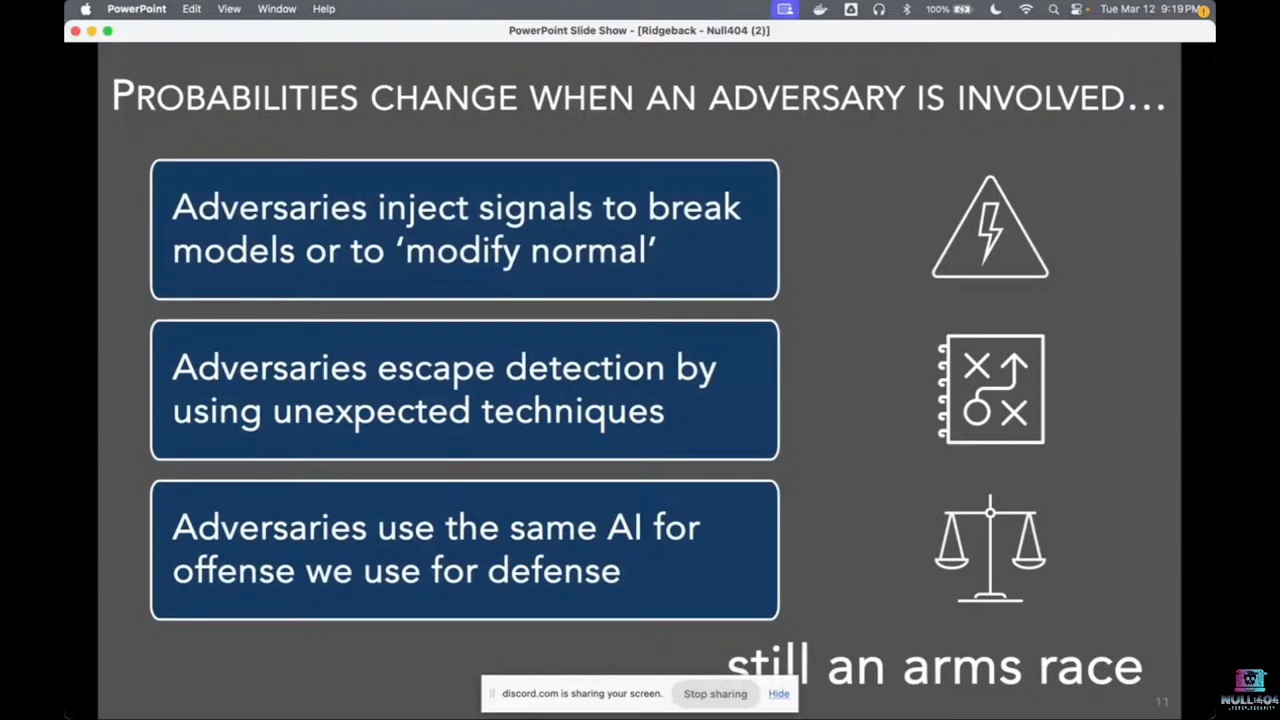 PowerPoint Edit View Window Help 100% Tue Mar 12 9:19 PM
PowerPoint Slide Show - [Ridgeback - Null404 (2)]
PROBABILITIES CHANGE WHEN AN ADVERSARY IS INVOLVED...
Adversaries inject signals to break
models or to ‘modify normal’
Adversaries escape detection by
using unexpected techniques
Adversaries use the same AI for
offense we use for defense
still an arms race
discord.com is sharing your screen. Stop sharing Hide
11
NULL404